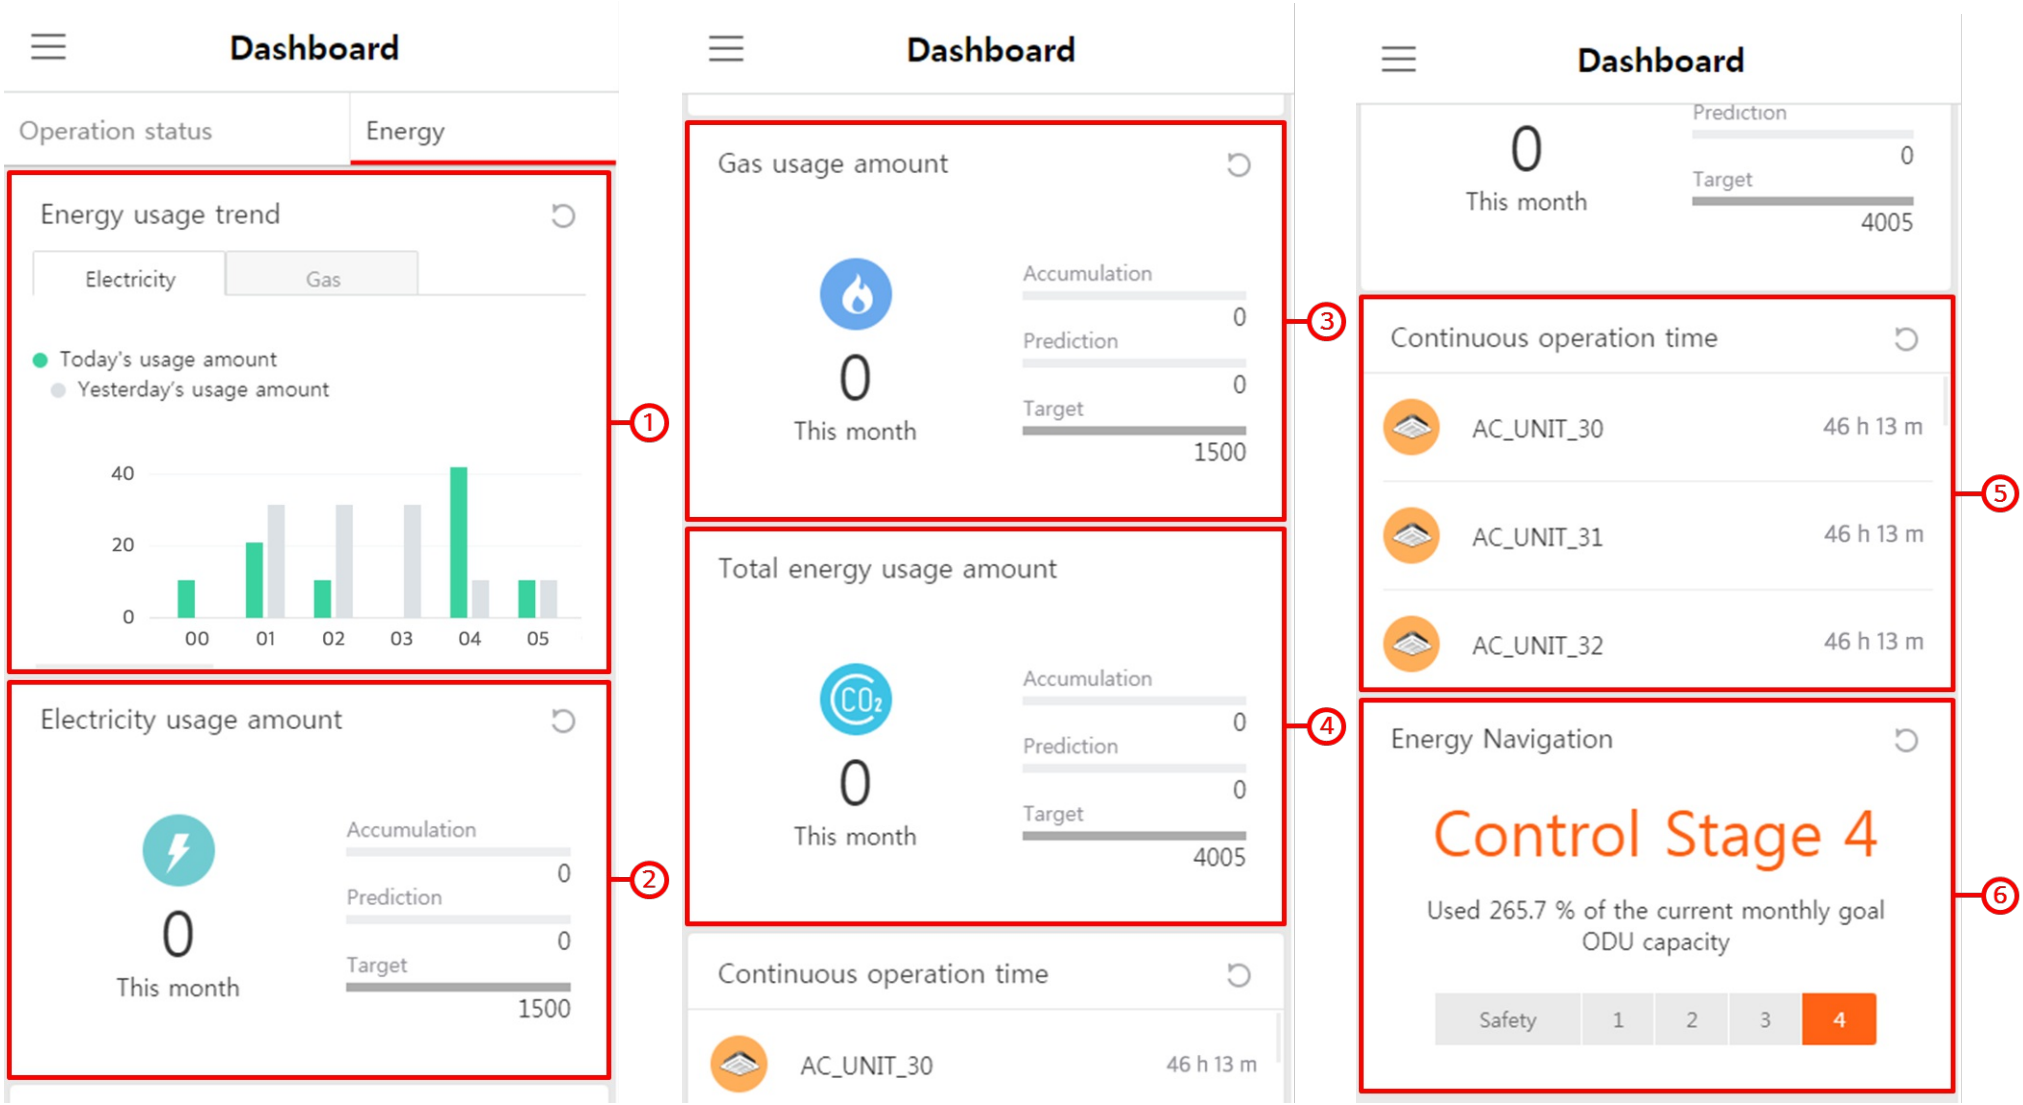 Dashboard
Operation status
Energy
Energy usage trend
Electricity
Gas
Today's usage amount
Yesterday's usage amount
40
20
0
00 01 02 03 04 05
1
Electricity usage amount
0
This month
Accumulation
0
Prediction
0
Target
1500
2
Dashboard
Gas usage amount
0
This month
Accumulation
0
Prediction
0
Target
1500
3
Total energy usage amount
CO₂
0
This month
Accumulation
0
Prediction
0
Target
4005
4
Continuous operation time
AC_UNIT_30 46 h 13 m
Dashboard
0
This month
Prediction
0
Target
4005
Continuous operation time
AC_UNIT_30 46 h 13 m
AC_UNIT_31 46 h 13 m
AC_UNIT_32 46 h 13 m
5
Energy Navigation
Control Stage 4
Used 265.7 % of the current monthly goal
ODU capacity
Safety 1 2 3 4
6